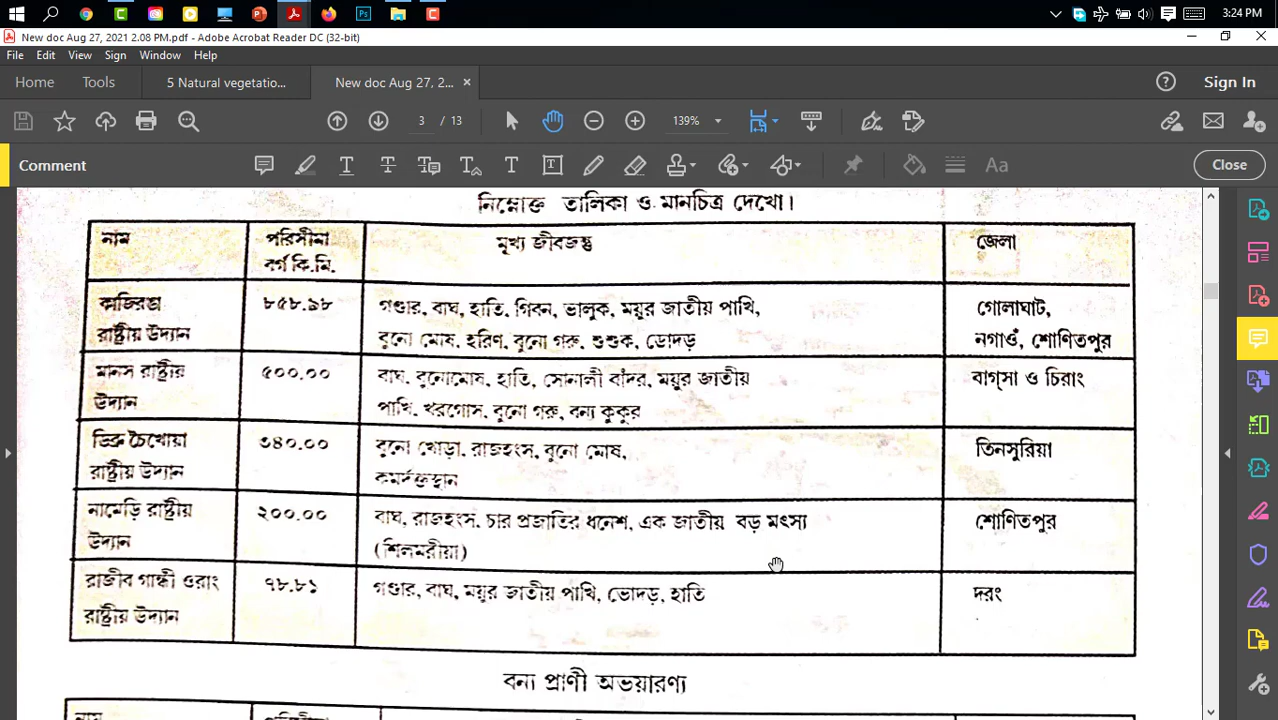 3:24 PM
New doc Aug 27, 2021 2.08 PM.pdf - Adobe Acrobat Reader DC (32-bit)
File Edit View Sign Window Help
Home Tools 5 Natural vegetatio... New doc Aug 27, 2... × Sign In
3 / 13 139%
Comment Close
নিম্নোক্ত তালিকা ও মানচিত্র দেখো।
নাম পরিসীমা মুখ্য জীবজন্তু জেলা
বর্গ কি.মি.
কাজিরঙা ৮৫৮.৯৮ গণ্ডার, বাঘ, হাতি, গিবন, ভালুক, ময়ুর জাতীয় পাখি, গোলাঘাট,
রাষ্ট্রীয় উদ্যান বুনো মোষ, হরিণ, বুনো গরু, শুশুক, ভোদড় নগাওঁ, শোণিতপুর
মানস রাষ্ট্রীয় ৫০০.০০ বাঘ, বুনোমোষ, হাতি, সোনালী বাঁদর, ময়ুর জাতীয় বাগ্‌সা ও চিরাং
উদ্যান পাখি, খরগোস, বুনো গরু, বন্য কুকুর
ডিব্রু চৈখোয়া ৩৪০.০০ বুনো ঘোড়া, রাজহংস, বুনো মোষ, তিনসুরিয়া
রাষ্ট্রীয় উদ্যান
নামেড়ি রাষ্ট্রীয় ২০০.০০ বাঘ, রাজহংস, চার প্রজাতির ধনেশ, এক জাতীয় বড় মৎস্য শোণিতপুর
উদ্যান (শিলমরীয়া)
রাজীব গান্ধী ওরাং ৭৮.৮১ গণ্ডার, বাঘ, ময়ুর জাতীয় পাখি, ভোদড়, হাতি দরং
রাষ্ট্রীয় উদ্যান
বন্য প্রাণী অভয়ারণ্য